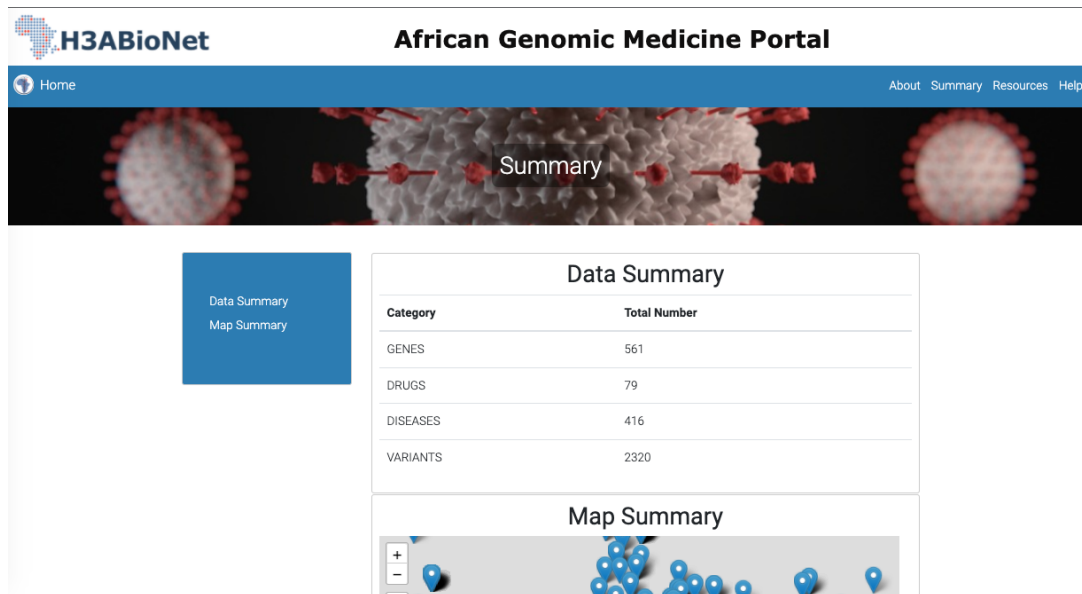 H3ABioNet
African Genomic Medicine Portal
Home
About Summary Resources Help
Summary
Data Summary
Map Summary
Data Summary
Category Total Number
GENES 561
DRUGS 79
DISEASES 416
VARIANTS 2320
Map Summary
+
−